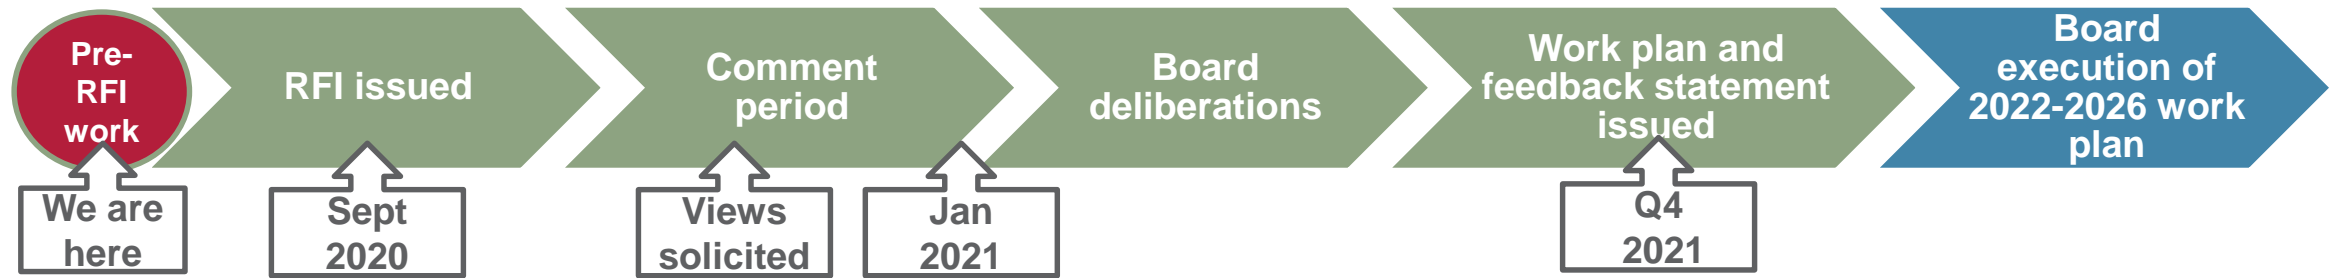 Pre-
RFI
work
RFI issued
Comment
period
Board
deliberations
Work plan and
feedback statement
issued
Board
execution of
2022-2026 work
plan
We are
here
Sept
2020
Views
solicited
Jan
2021
Q4
2021